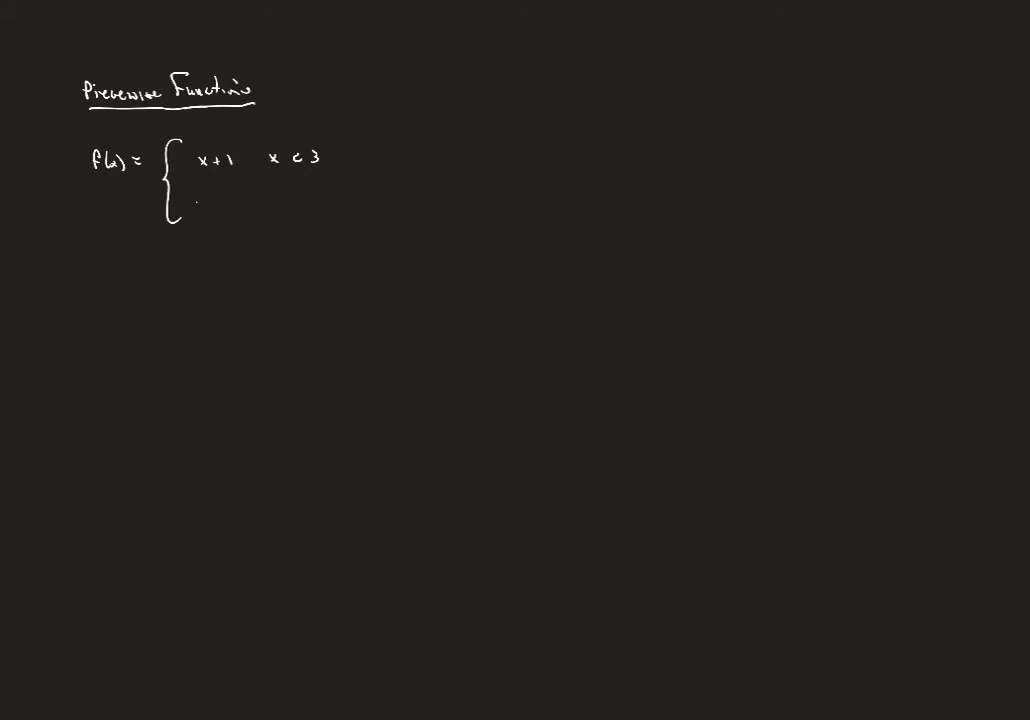 Piecewise Functions
f(x) = { x + 1 x < 3